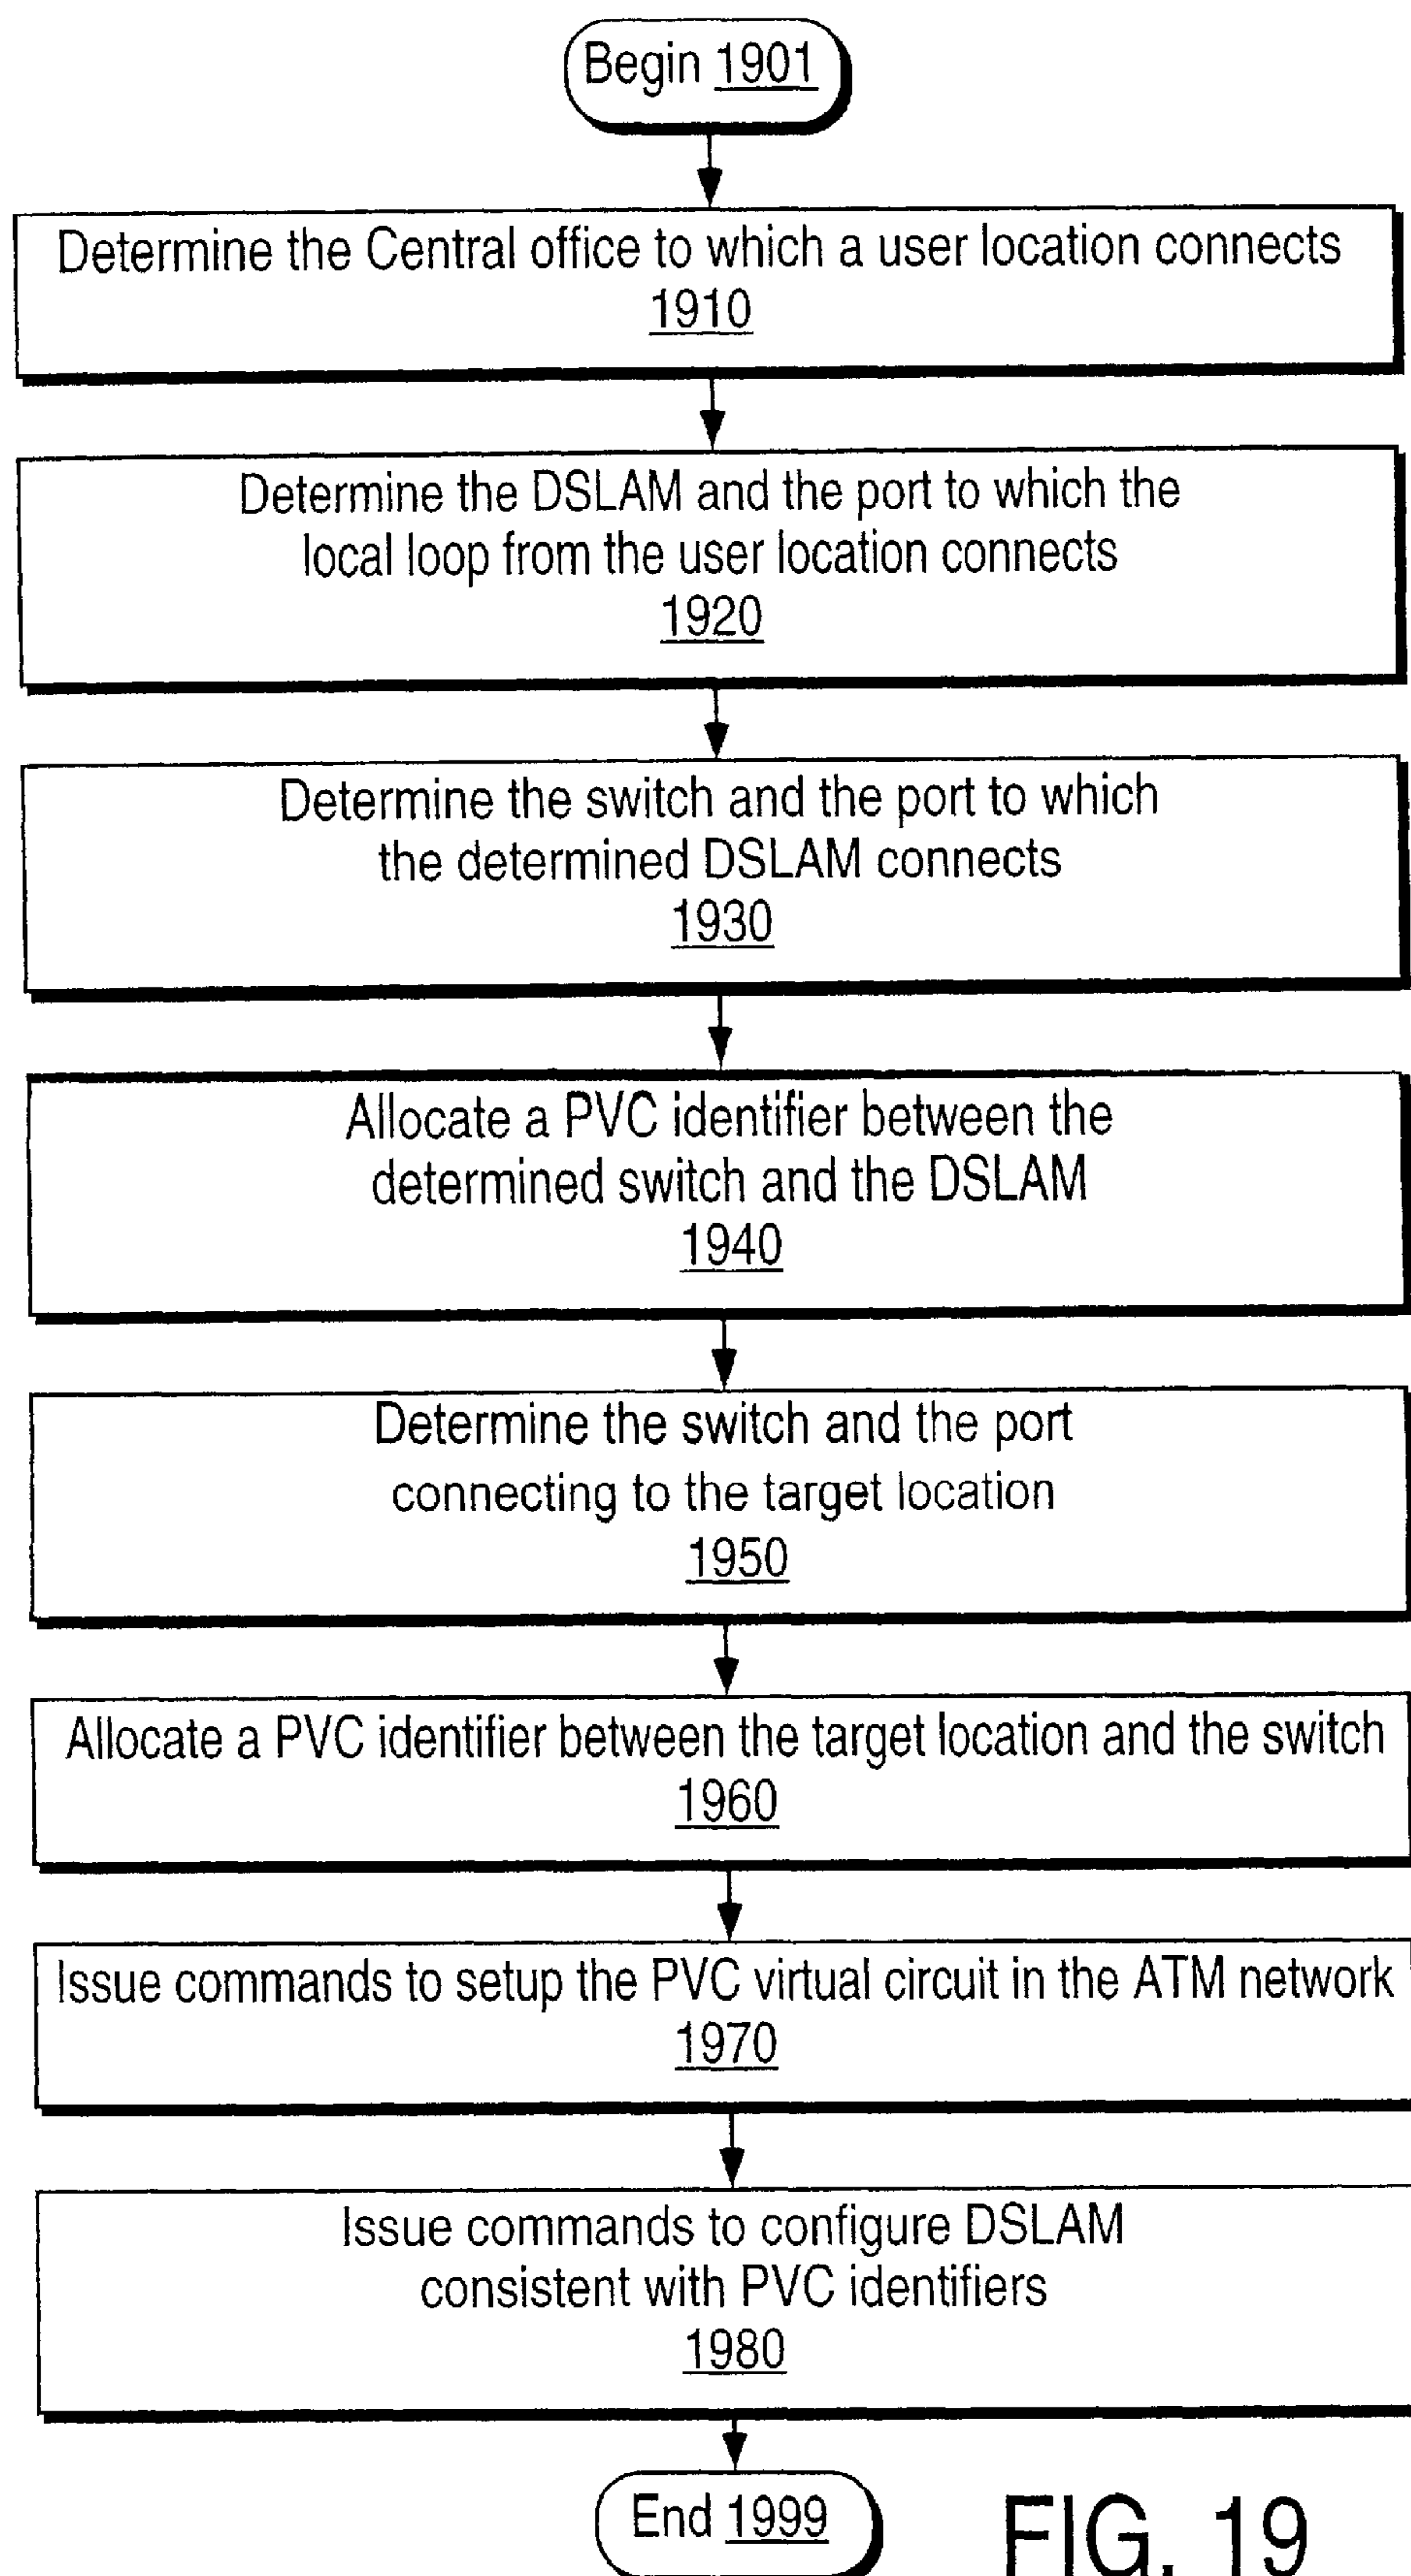 Begin 1901
Determine the Central office to which a user location connects
1910
Determine the DSLAM and the port to which the
local loop from the user location connects
1920
Determine the switch and the port to which
the determined DSLAM connects
1930
Allocate a PVC identifier between the
determined switch and the DSLAM
1940
Determine the switch and the port
connecting to the target location
1950
Allocate a PVC identifier between the target location and the switch
1960
Issue commands to setup the PVC virtual circuit in the ATM network
1970
Issue commands to configure DSLAM
consistent with PVC identifiers
1980
End 1999
FIG. 19